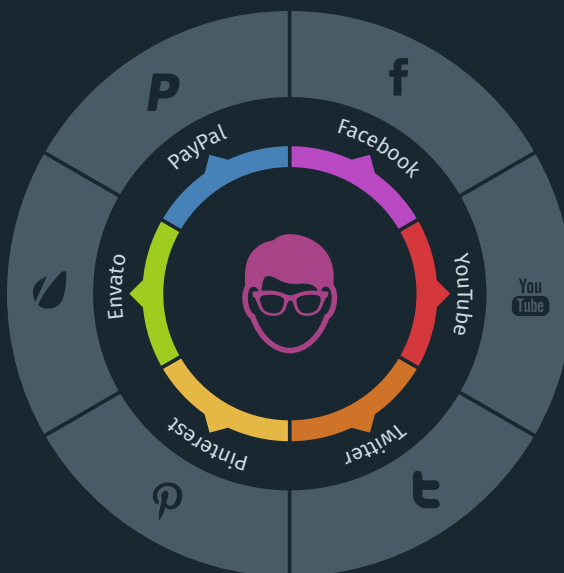 PayPal
Facebook
YouTube
Twitter
Pinterest
Envato
You
Tube